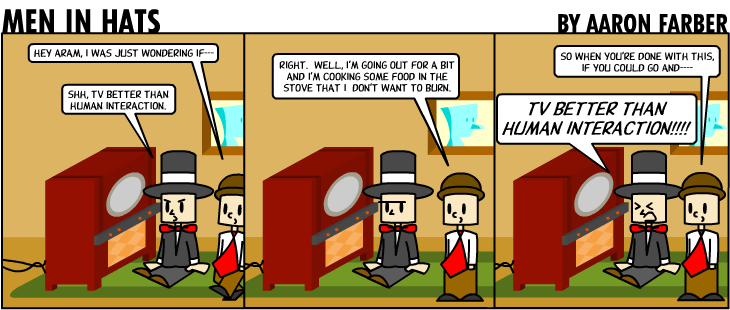 MEN IN HATS
BY AARON FARBER
HEY ARAM, I WAS JUST WONDERING IF---
SHH, TV BETTER THAN
HUMAN INTERACTION.
RIGHT. WELL, I'M GOING OUT FOR A BIT
AND I'M COOKING SOME FOOD IN THE
STOVE THAT I DON'T WANT TO BURN.
SO WHEN YOU'RE DONE WITH THIS,
IF YOU COULD GO AND----
TV BETTER THAN
HUMAN INTERACTION!!!!